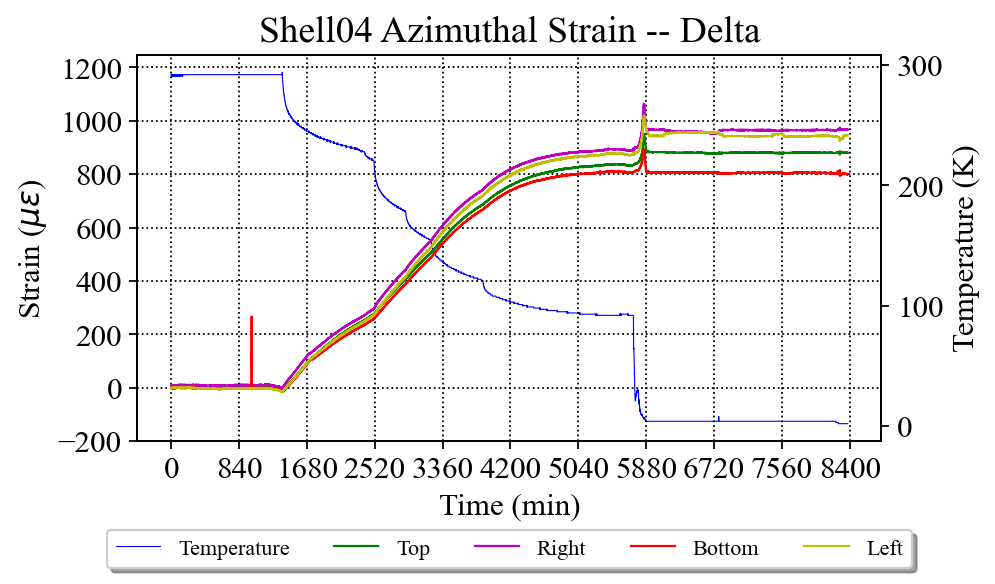 Shell04 Azimuthal Strain -- Delta
1200
1000
800
600
400
200
0
−200
Strain (με)
300
200
100
0
Temperature (K)
0 840 1680 2520 3360 4200 5040 5880 6720 7560 8400
Time (min)
Temperature Top Right Bottom Left